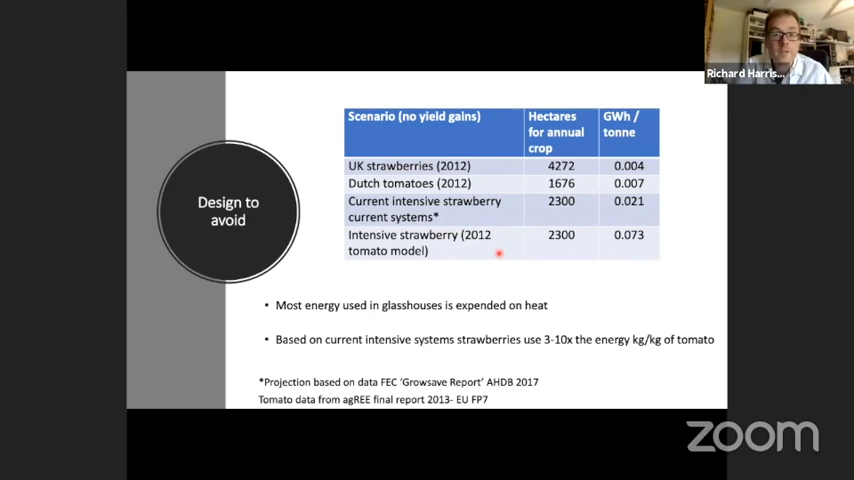 Richard Harris...
Design to
avoid
Scenario (no yield gains) Hectares for annual crop GWh / tonne
UK strawberries (2012) 4272 0.004
Dutch tomatoes (2012) 1676 0.007
Current intensive strawberry current systems* 2300 0.021
Intensive strawberry (2012 tomato model) 2300 0.073
• Most energy used in glasshouses is expended on heat
• Based on current intensive systems strawberries use 3-10x the energy kg/kg of tomato
*Projection based on data FEC ‘Growsave Report’ AHDB 2017
Tomato data from agREE final report 2013- EU FP7
zoom